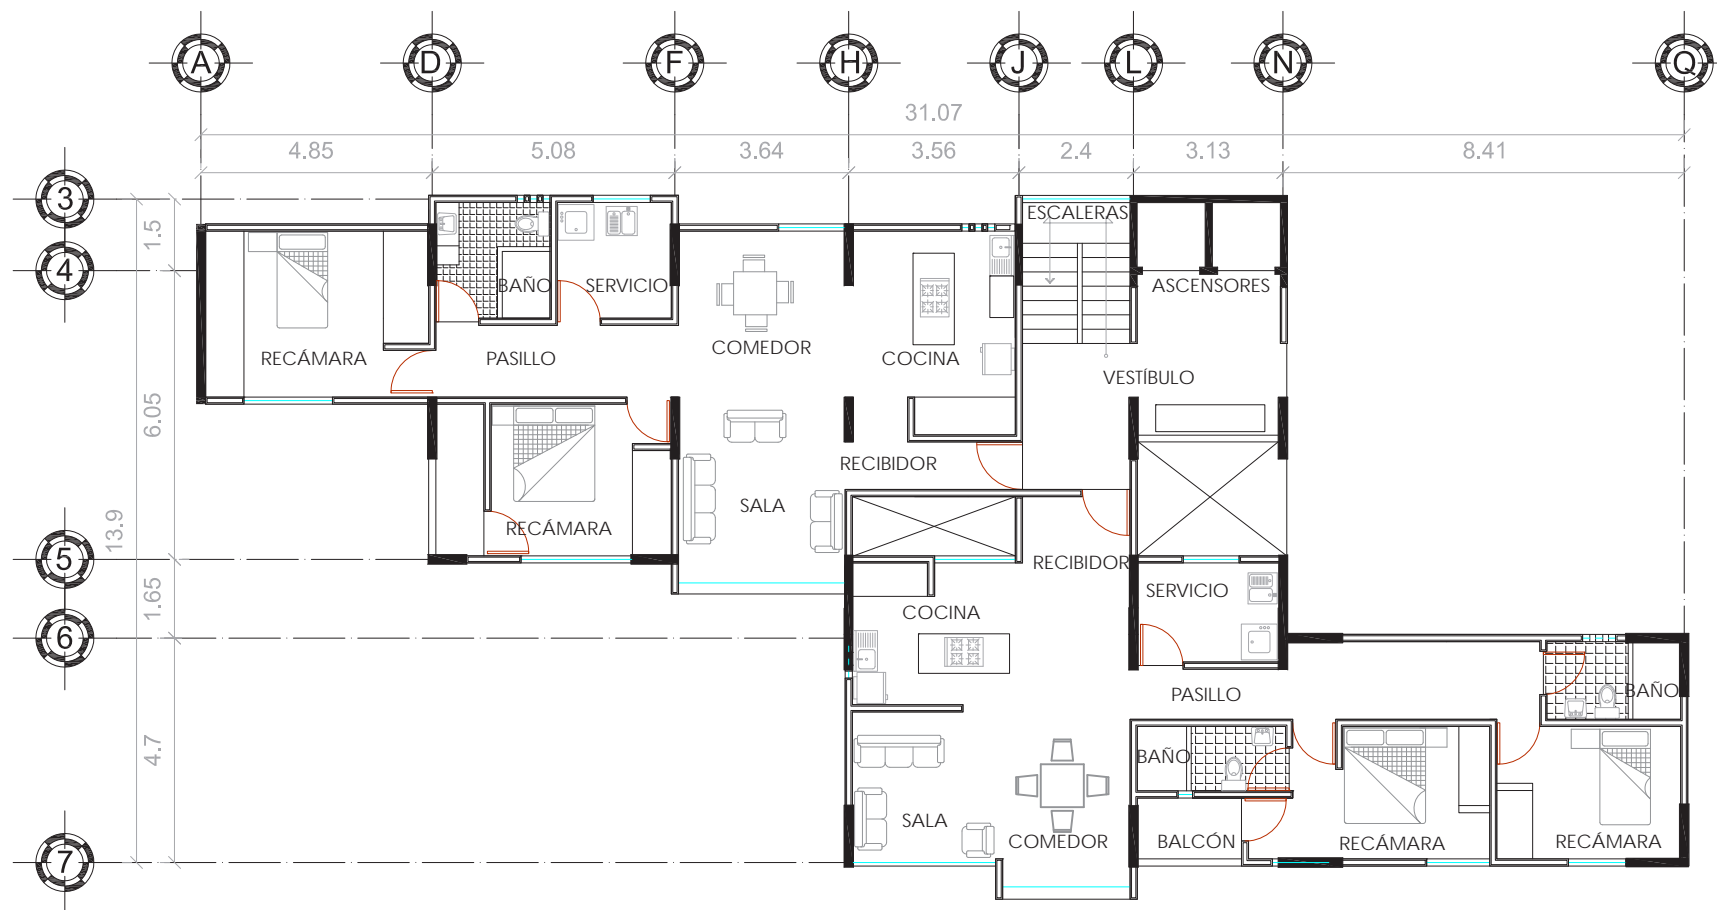 A D F H J L N Q
31.07
4.85 5.08 3.64 3.56 2.4 3.13 8.41
3
4
5
6
7
1.5
6.05
13.9
1.65
4.7
ESCALERAS
BAÑO SERVICIO
ASCENSORES
RECÁMARA PASILLO COMEDOR COCINA
VESTÍBULO
RECIBIDOR
SALA
RECÁMARA
RECIBIDOR
SERVICIO
COCINA
PASILLO
BAÑO
BAÑO
SALA
COMEDOR
BALCÓN
RECÁMARA
RECÁMARA